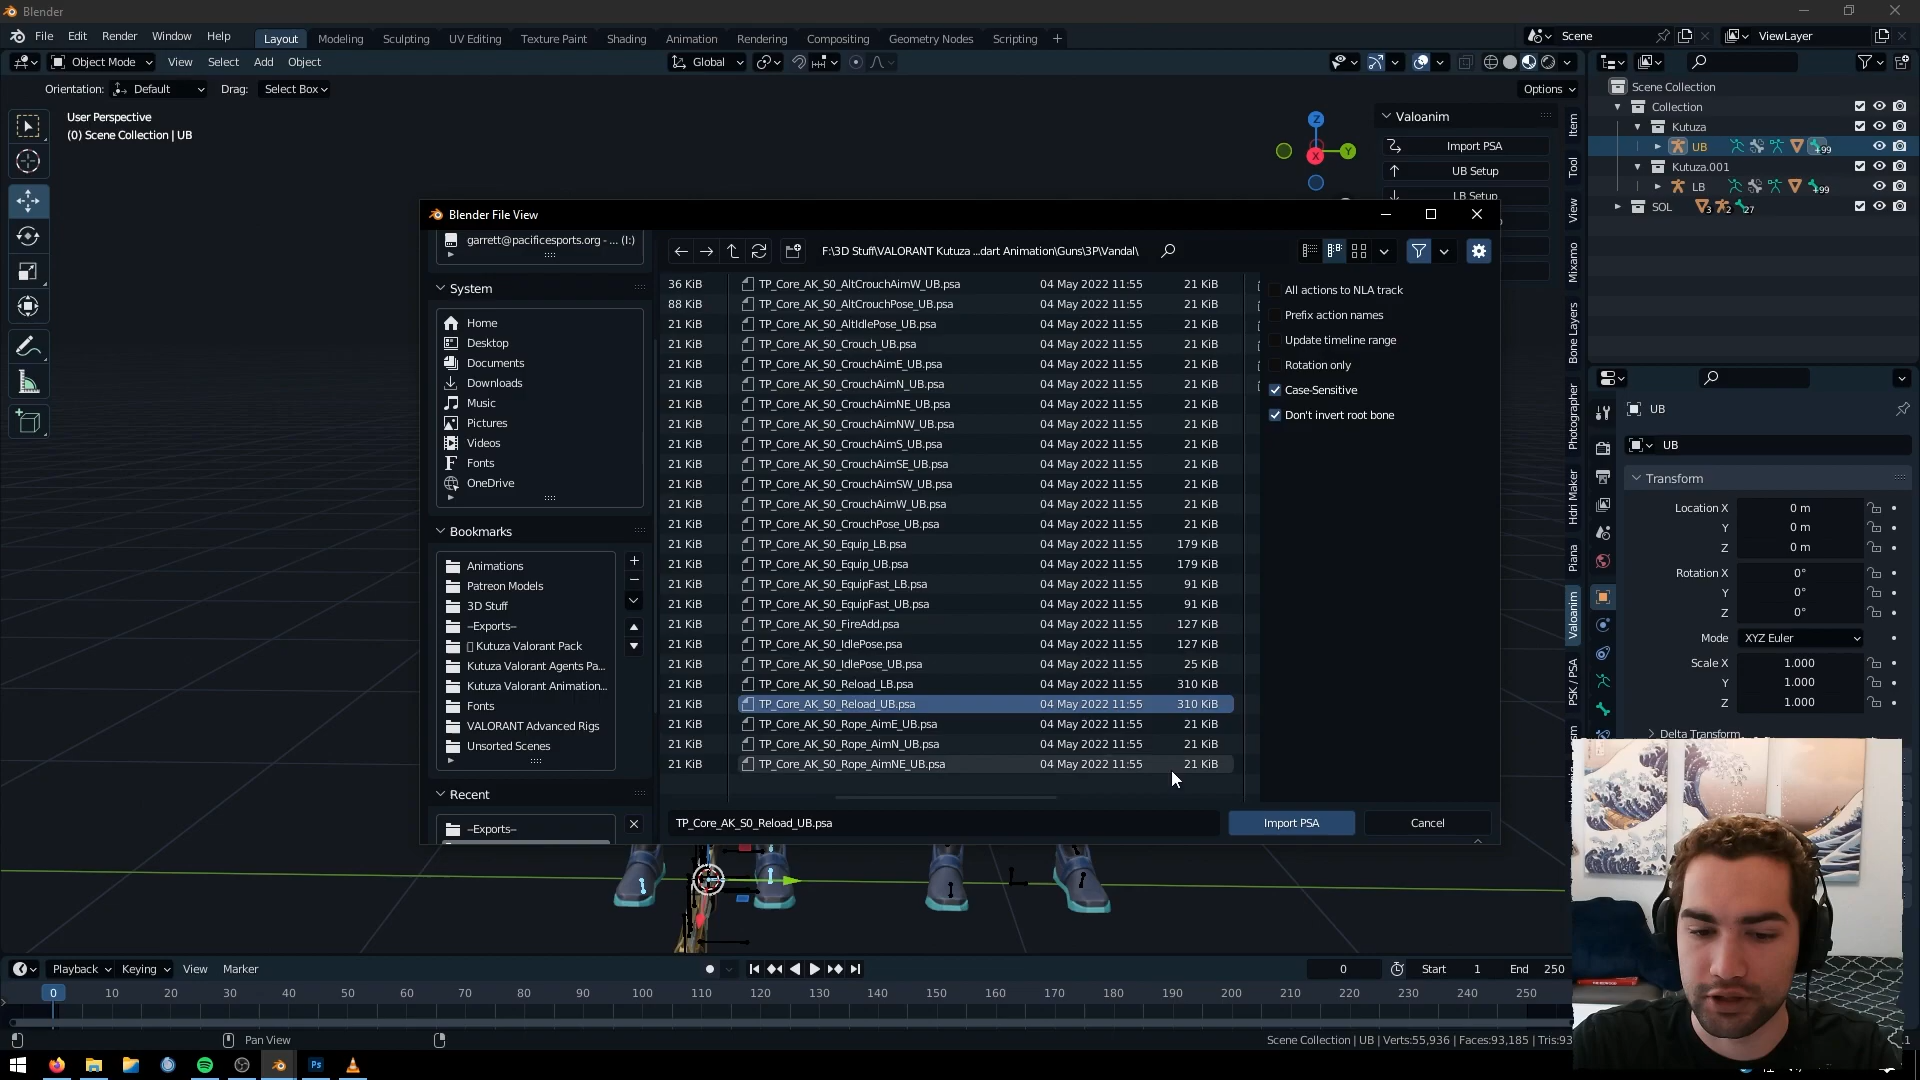 Blender
File Edit Render Window Help
Layout Modeling Sculpting UV Editing Texture Paint Shading Animation Rendering Compositing Geometry Nodes Scripting +
Scene ViewLayer
Object Mode View Select Add Object
Global
Orientation: Default Drag: Select Box
Options
User Perspective
(0) Scene Collection | UB
Z
Y
X
Valoanim
Import PSA
UB Setup
LB Setup
Item
Tool
View
Mixamo
Bone Layers
Photographer
Hdri Maker
Piana
Valoanim
PSK / PSA
Scene Collection
Collection
Kutuza
UB +99
Kutuza.001
LB +99
SOL 3 2 27
Blender File View
garrett@pacificesports.org - ... (I:)
System
Home
Desktop
Documents
Downloads
Music
Pictures
Videos
Fonts
OneDrive
Bookmarks
Animations
Patreon Models
3D Stuff
--Exports--
Kutuza Valorant Pack
Kutuza Valorant Agents Pa...
Kutuza Valorant Animation...
Fonts
VALORANT Advanced Rigs
Unsorted Scenes
Recent
--Exports--
F:\3D Stuff\VALORANT Kutuza ...dart Animation\Guns\3P\Vandal\
36 KiB TP_Core_AK_S0_AltCrouchAimW_UB.psa 04 May 2022 11:55 21 KiB
88 KiB TP_Core_AK_S0_AltCrouchPose_UB.psa 04 May 2022 11:55 21 KiB
21 KiB TP_Core_AK_S0_AltIdlePose_UB.psa 04 May 2022 11:55 21 KiB
21 KiB TP_Core_AK_S0_Crouch_UB.psa 04 May 2022 11:55 21 KiB
21 KiB TP_Core_AK_S0_CrouchAimE_UB.psa 04 May 2022 11:55 21 KiB
21 KiB TP_Core_AK_S0_CrouchAimN_UB.psa 04 May 2022 11:55 21 KiB
21 KiB TP_Core_AK_S0_CrouchAimNE_UB.psa 04 May 2022 11:55 21 KiB
21 KiB TP_Core_AK_S0_CrouchAimNW_UB.psa 04 May 2022 11:55 21 KiB
21 KiB TP_Core_AK_S0_CrouchAimS_UB.psa 04 May 2022 11:55 21 KiB
21 KiB TP_Core_AK_S0_CrouchAimSE_UB.psa 04 May 2022 11:55 21 KiB
21 KiB TP_Core_AK_S0_CrouchAimSW_UB.psa 04 May 2022 11:55 21 KiB
21 KiB TP_Core_AK_S0_CrouchAimW_UB.psa 04 May 2022 11:55 21 KiB
21 KiB TP_Core_AK_S0_CrouchPose_UB.psa 04 May 2022 11:55 21 KiB
21 KiB TP_Core_AK_S0_Equip_LB.psa 04 May 2022 11:55 179 KiB
21 KiB TP_Core_AK_S0_Equip_UB.psa 04 May 2022 11:55 179 KiB
21 KiB TP_Core_AK_S0_EquipFast_LB.psa 04 May 2022 11:55 91 KiB
21 KiB TP_Core_AK_S0_EquipFast_UB.psa 04 May 2022 11:55 91 KiB
21 KiB TP_Core_AK_S0_FireAdd.psa 04 May 2022 11:55 127 KiB
21 KiB TP_Core_AK_S0_IdlePose.psa 04 May 2022 11:55 127 KiB
21 KiB TP_Core_AK_S0_IdlePose_UB.psa 04 May 2022 11:55 25 KiB
21 KiB TP_Core_AK_S0_Reload_LB.psa 04 May 2022 11:55 310 KiB
21 KiB TP_Core_AK_S0_Reload_UB.psa 04 May 2022 11:55 310 KiB
21 KiB TP_Core_AK_S0_Rope_AimE_UB.psa 04 May 2022 11:55 21 KiB
21 KiB TP_Core_AK_S0_Rope_AimN_UB.psa 04 May 2022 11:55 21 KiB
21 KiB TP_Core_AK_S0_Rope_AimNE_UB.psa 04 May 2022 11:55 21 KiB
TP_Core_AK_S0_Reload_UB.psa Import PSA Cancel
All actions to NLA track
Prefix action names
Update timeline range
Rotation only
Case-Sensitive
Don't invert root bone
UB
UB
Transform
Location X 0 m
Y 0 m
Z 0 m
Rotation X 0°
Y 0°
Z 0°
Mode XYZ Euler
Scale X 1.000
Y 1.000
Z 1.000
Delta Transform
Playback Keying View Marker
0 Start 1 End 250
0 10 20 30 40 50 60 70 80 90 100 110 120 130 140 150 160 170 180 190 200 210 220 230 240 250
Pan View
Scene Collection | UB | Verts:55,936 | Faces:93,185 | Tris:93
Ps